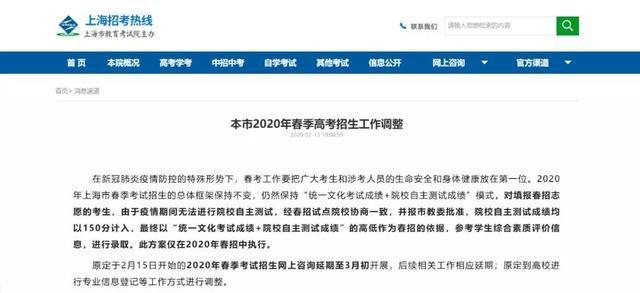 上海招考热线
上海市教育考试院主办
联系我们
请输入您想检索的内容
首 页 本院概况 高考学考 中招中考 自学考试 其他考试 信息公开 网上咨询 官方渠道
首页> 消息速递
本市2020年春季高考招生工作调整
在新冠肺炎疫情防控的特殊形势下，春考工作要把广大考生和涉考人员的生命安全和身体健康放在第一位。2020
年上海市春季考试招生的总体框架保持不变，仍然保持“统一文化考试成绩+院校自主测试成绩”模式，对填报春招志
愿的考生，由于疫情期间无法进行院校自主测试，经春招试点院校协商一致，并报市教委批准，院校自主测试成绩均
以150分计入，最终以“统一文化考试成绩+院校自主测试成绩”的高低作为春招的依据，参考学生综合素质评价信
息，进行录取。此方案仅在2020年春招中执行。
原定于2月15日开始的2020年春季考试招生网上咨询延期至3月初开展，后续相关工作相应延期；原定到高校进
行专业信息登记等工作方式进行调整。